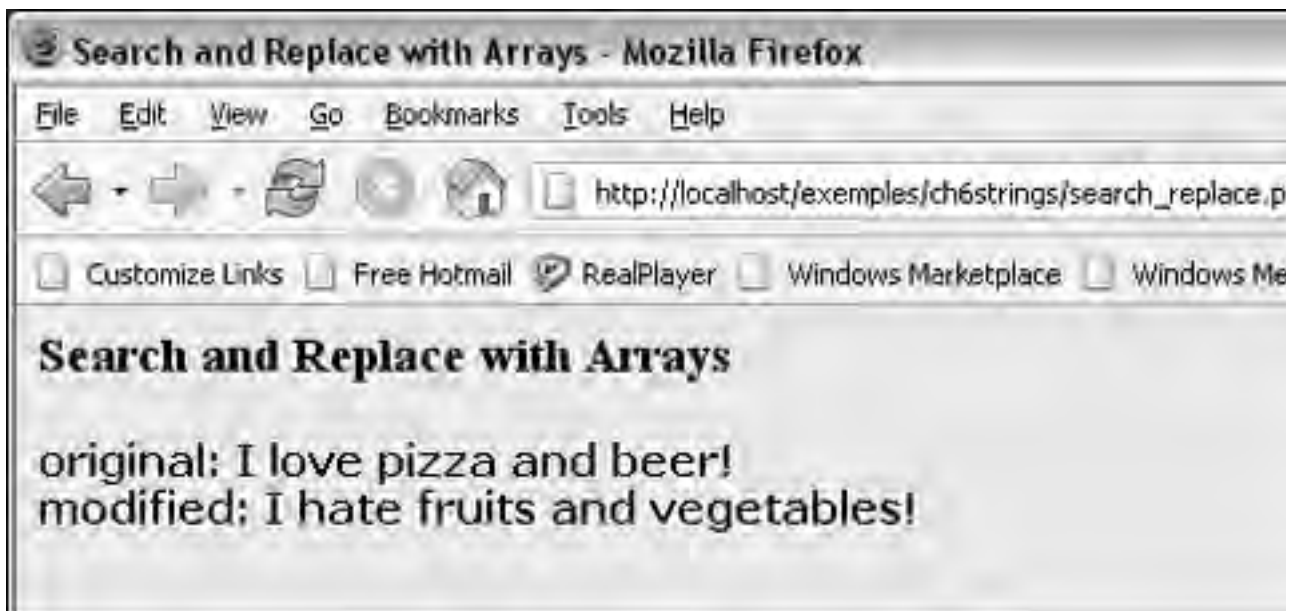 Search and Replace with Arrays - Mozilla Firefox
File Edit View Go Bookmarks Tools Help
http://localhost/exemples/ch6strings/search_replace.p
Customize Links Free Hotmail RealPlayer Windows Marketplace Windows Me
Search and Replace with Arrays
original: I love pizza and beer!
modified: I hate fruits and vegetables!